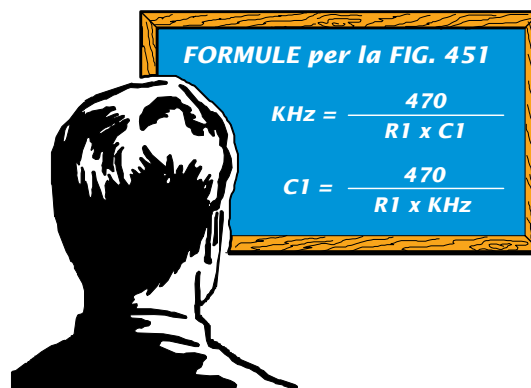 FORMULE per la FIG. 451
KHz = 470
R1 x C1
C1 = 470
R1 x KHz